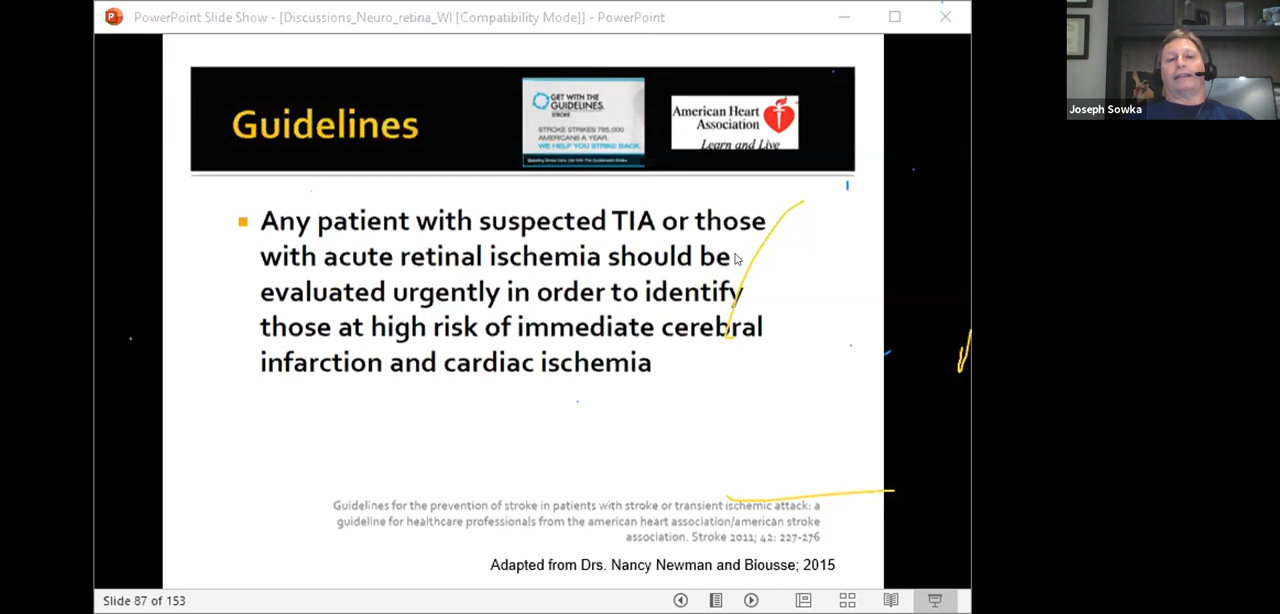 PowerPoint Slide Show - [Discussions_Neuro_retina_WI [Compatibility Mode]] - PowerPoint
Joseph Sowka
Guidelines
GET WITH THE
GUIDELINES.
STROKE
STROKE STRIKES 785,000
AMERICANS A YEAR.
WE HELP YOU STRIKE BACK.
American Heart
Association
Learn and Live
Any patient with suspected TIA or those
with acute retinal ischemia should be
evaluated urgently in order to identify
those at high risk of immediate cerebral
infarction and cardiac ischemia
Guidelines for the prevention of stroke in patients with stroke or transient ischemic attack: a
guideline for healthcare professionals from the american heart association/american stroke
association. Stroke 2011; 42: 227-276
Adapted from Drs. Nancy Newman and Biousse; 2015
Slide 87 of 153